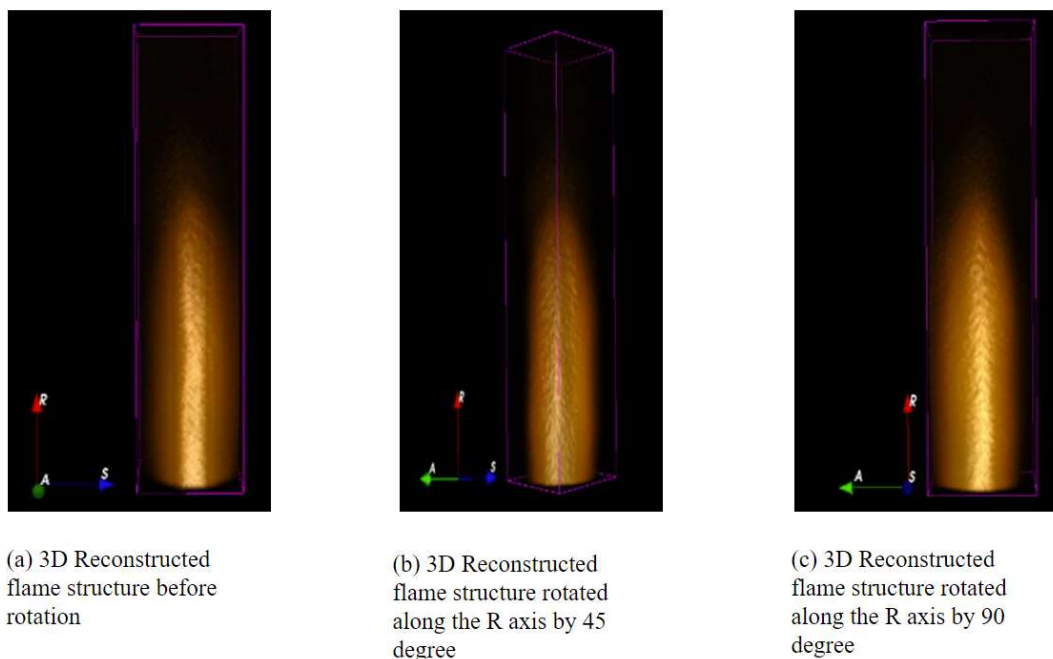 R
A
S
R
A
S
R
A
S
(a) 3D Reconstructed
flame structure before
rotation
(b) 3D Reconstructed
flame structure rotated
along the R axis by 45
degree
(c) 3D Reconstructed
flame structure rotated
along the R axis by 90
degree